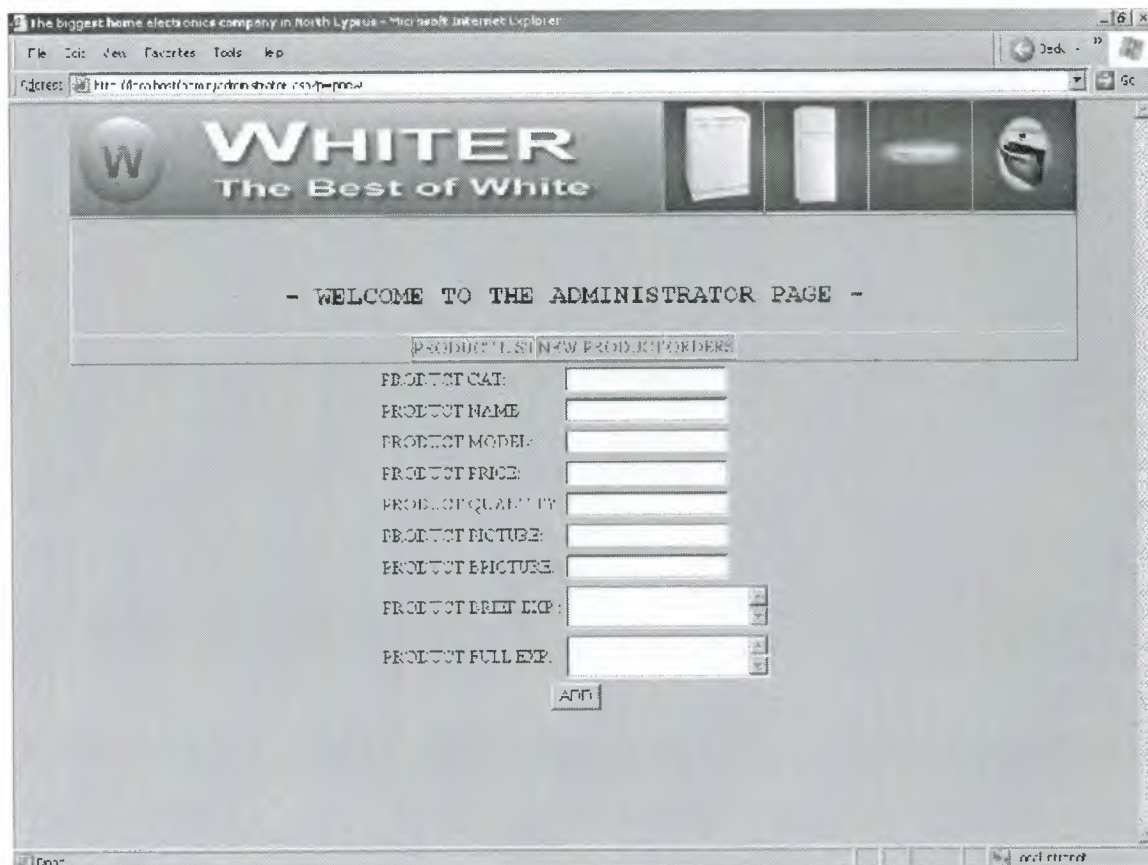 The biggest home electronics company in North Cyprus - Microsoft Internet Explorer
File Edit View Favorites Tools Help
Back
Address
Go
W
WHITER
The Best of White
- WELCOME TO THE ADMINISTRATOR PAGE -
PRODUCT LIST NEW PRODUCT ORDERS
PRODUCT CAT:
PRODUCT NAME
PRODUCT MODEL:
PRODUCT PRICE:
PRODUCT QUANTITY
PRODUCT PICTURE:
PRODUCT BPICTURE:
PRODUCT BRIEF EXP.:
PRODUCT FULL EXP.
ADD
Done
Local intranet